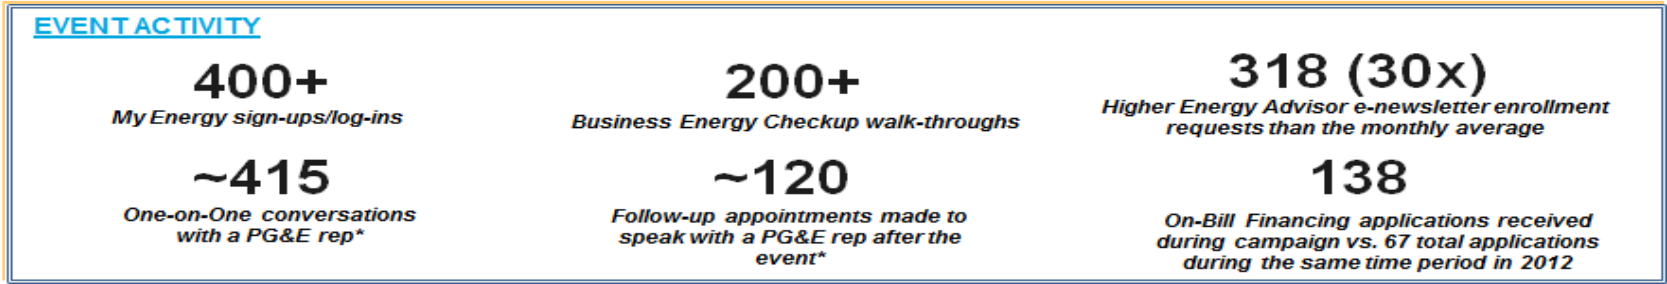 EVENT ACTIVITY
400+
My Energy sign-ups/log-ins
200+
Business Energy Checkup walk-throughs
318 (30x)
Higher Energy Advisor e-newsletter enrollment
requests than the monthly average
~415
One-on-One conversations
with a PG&E rep*
~120
Follow-up appointments made to
speak with a PG&E rep after the
event*
138
On-Bill Financing applications received
during campaign vs. 67 total applications
during the same time period in 2012